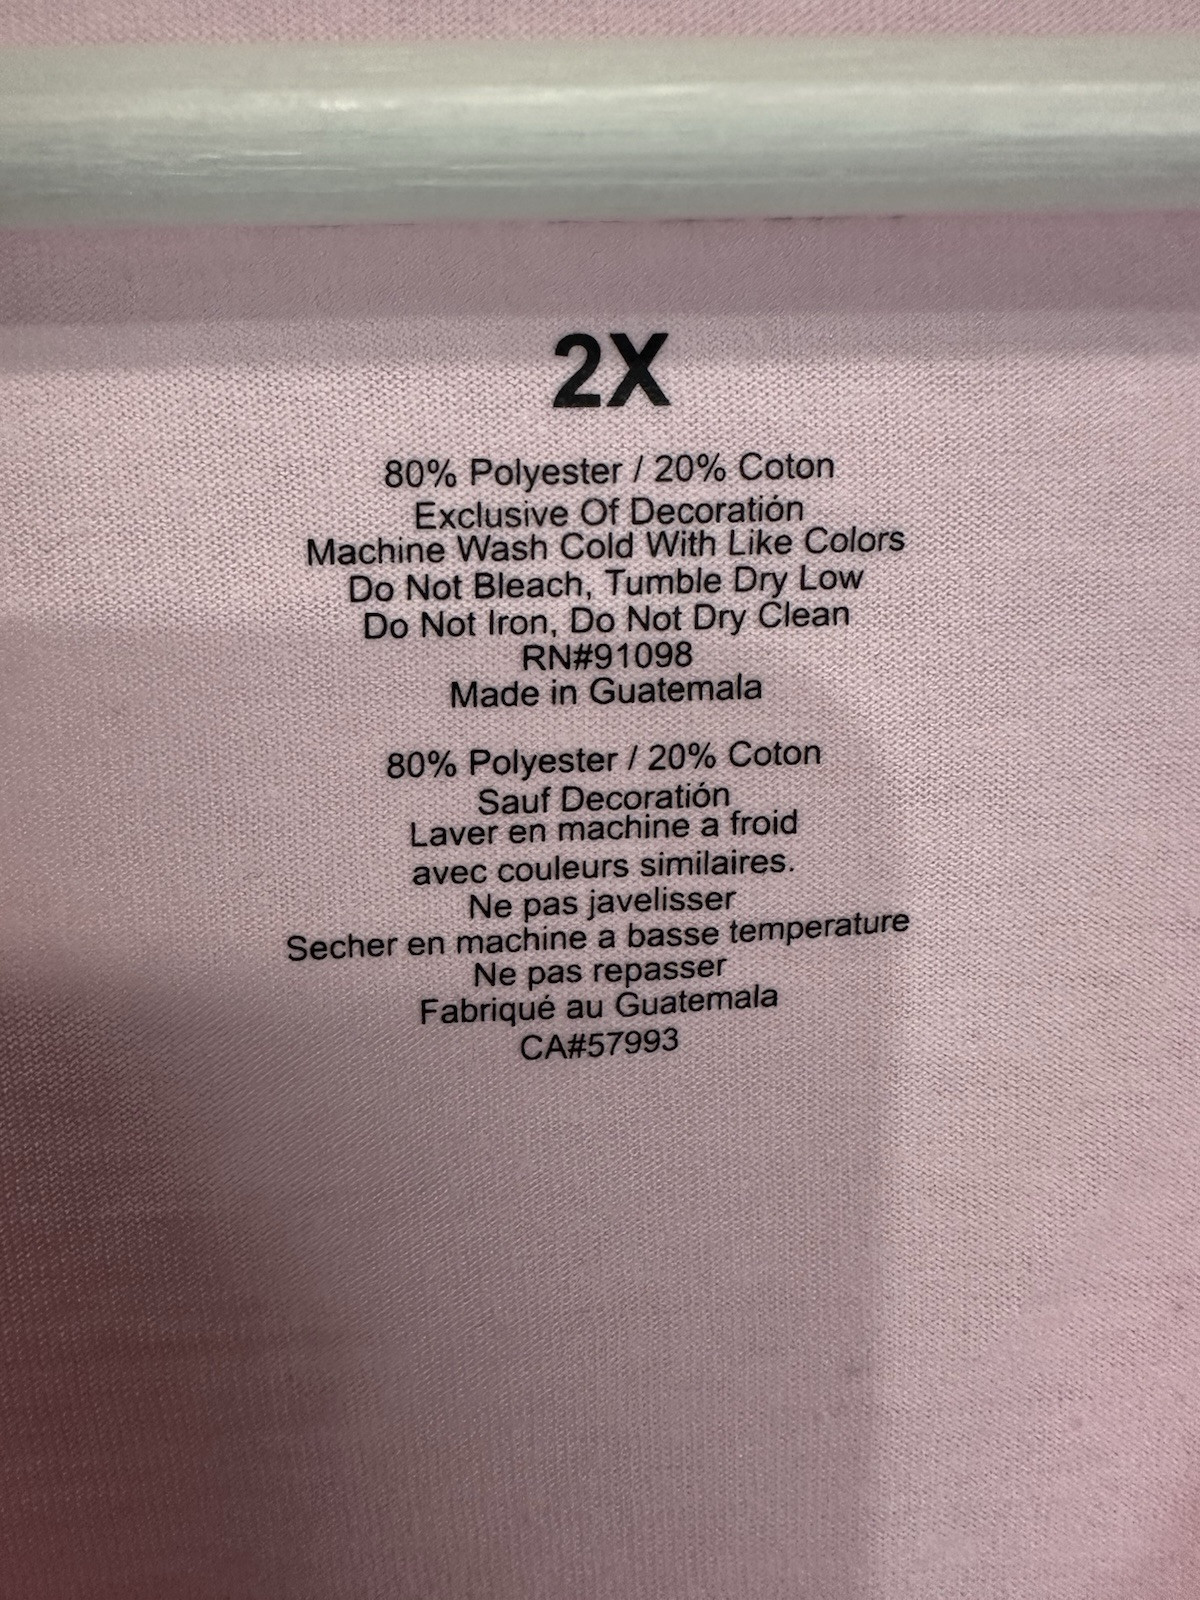 2X
80% Polyester / 20% Coton
Exclusive Of Decoratión
Machine Wash Cold With Like Colors
Do Not Bleach, Tumble Dry Low
Do Not Iron, Do Not Dry Clean
RN#91098
Made in Guatemala
80% Polyester / 20% Coton
Sauf Decoratión
Laver en machine a froid
avec couleurs similaires.
Ne pas javelisser
Secher en machine a basse temperature
Ne pas repasser
Fabriqué au Guatemala
CA#57993